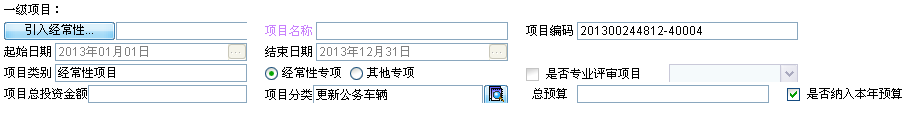 一级项目：
引入经常性... 项目名称 项目编码 201300244812-40004
起始日期 2013年01月01日 ... 结束日期 2013年12月31日 ...
项目类别 经常性项目 经常性专项 其他专项 是否专业评审项目
项目总投资金额 项目分类 更新公务车辆 总预算 是否纳入本年预算